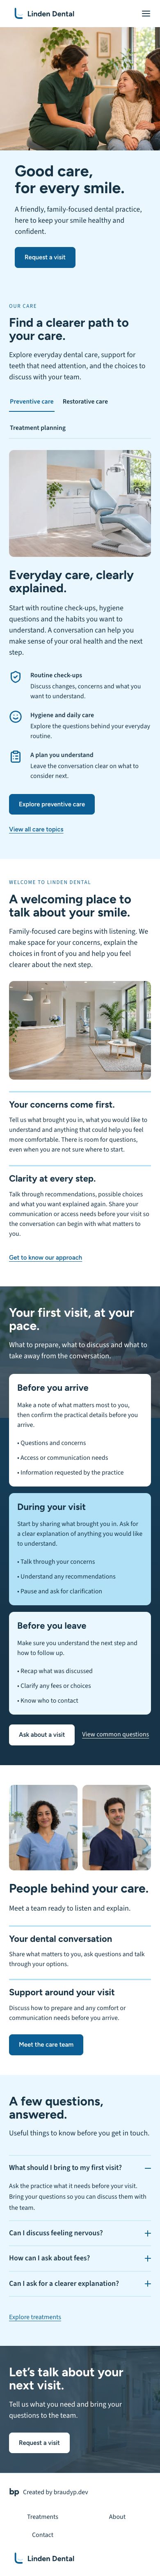 Linden Dental
Good care,
for every smile.
A friendly, family-focused dental practice,
here to keep your smile healthy and
confident.
Request a visit
OUR CARE
Find a clearer path to
your care.
Explore everyday dental care, support for
teeth that need attention, and the choices to
discuss with your team.
Preventive care
Restorative care
Treatment planning
Everyday care, clearly
explained.
Start with routine check-ups, hygiene
questions and the habits you want to
understand. A conversation can help you
make sense of your oral health and the next
step.
Routine check-ups
Discuss changes, concerns and what you
want to understand.
Hygiene and daily care
Explore the questions behind your everyday
routine.
A plan you understand
Leave the conversation clear on what to
consider next.
Explore preventive care
View all care topics
WELCOME TO LINDEN DENTAL
A welcoming place to
talk about your smile.
Family-focused care begins with listening. We
make space for your concerns, explain the
choices in front of you and help you feel
clearer about the next step.
Your concerns come first.
Tell us what brought you in, what you would like to
understand and anything that could help you feel
more comfortable. There is room for questions,
even when you are not sure where to start.
Clarity at every step.
Talk through recommendations, possible choices
and what you want explained again. Share your
communication or access needs before your visit so
the conversation can begin with what matters to
you.
Get to know our approach
Your first visit, at your
pace.
What to prepare, what to discuss and what to
take away from the conversation.
Before you arrive
Make a note of what matters most to you,
then confirm the practical details before you
arrive.
• Questions and concerns
• Access or communication needs
• Information requested by the practice
During your visit
Start by sharing what brought you in. Ask for
a clear explanation of anything you would like
to understand.
• Talk through your concerns
• Understand any recommendations
• Pause and ask for clarification
Before you leave
Make sure you understand the next step and
how to follow up.
• Recap what was discussed
• Clarify any fees or choices
• Know who to contact
Ask about a visit
View common questions
People behind your care.
Meet a team ready to listen and explain.
Your dental conversation
Share what matters to you, ask questions and talk
through your options.
Support around your visit
Discuss how to prepare and any comfort or
communication needs before you arrive.
Meet the care team
A few questions,
answered.
Useful things to know before you get in touch.
What should I bring to my first visit?
Ask the practice what it needs before your visit.
Bring your questions so you can discuss them with
the team.
Can I discuss feeling nervous?
How can I ask about fees?
Can I ask for a clearer explanation?
Explore treatments
Let's talk about your
next visit.
Tell us what you need and bring your
questions to the team.
Request a visit
bp Created by braudyp.dev
Treatments
About
Contact
Linden Dental